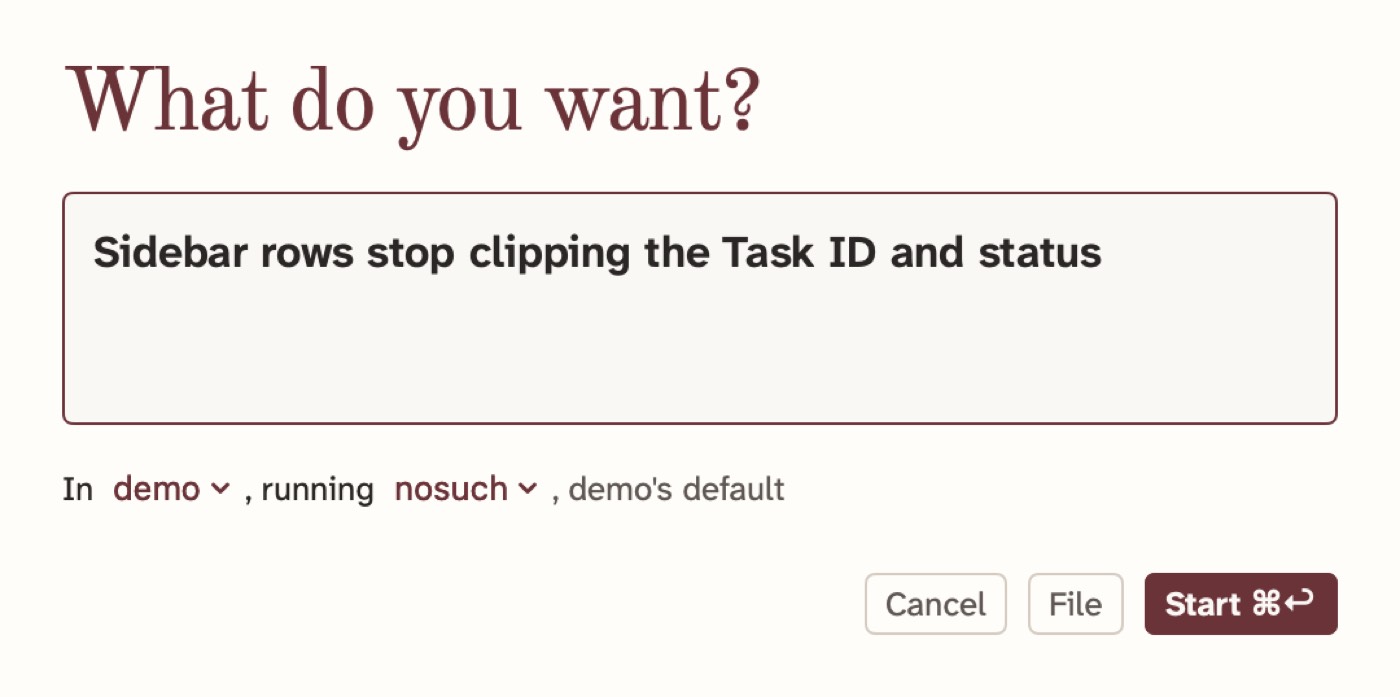 What do you want?
Sidebar rows stop clipping the Task ID and status
In demo , running nosuch , demo's default
Cancel File Start ⌘↩